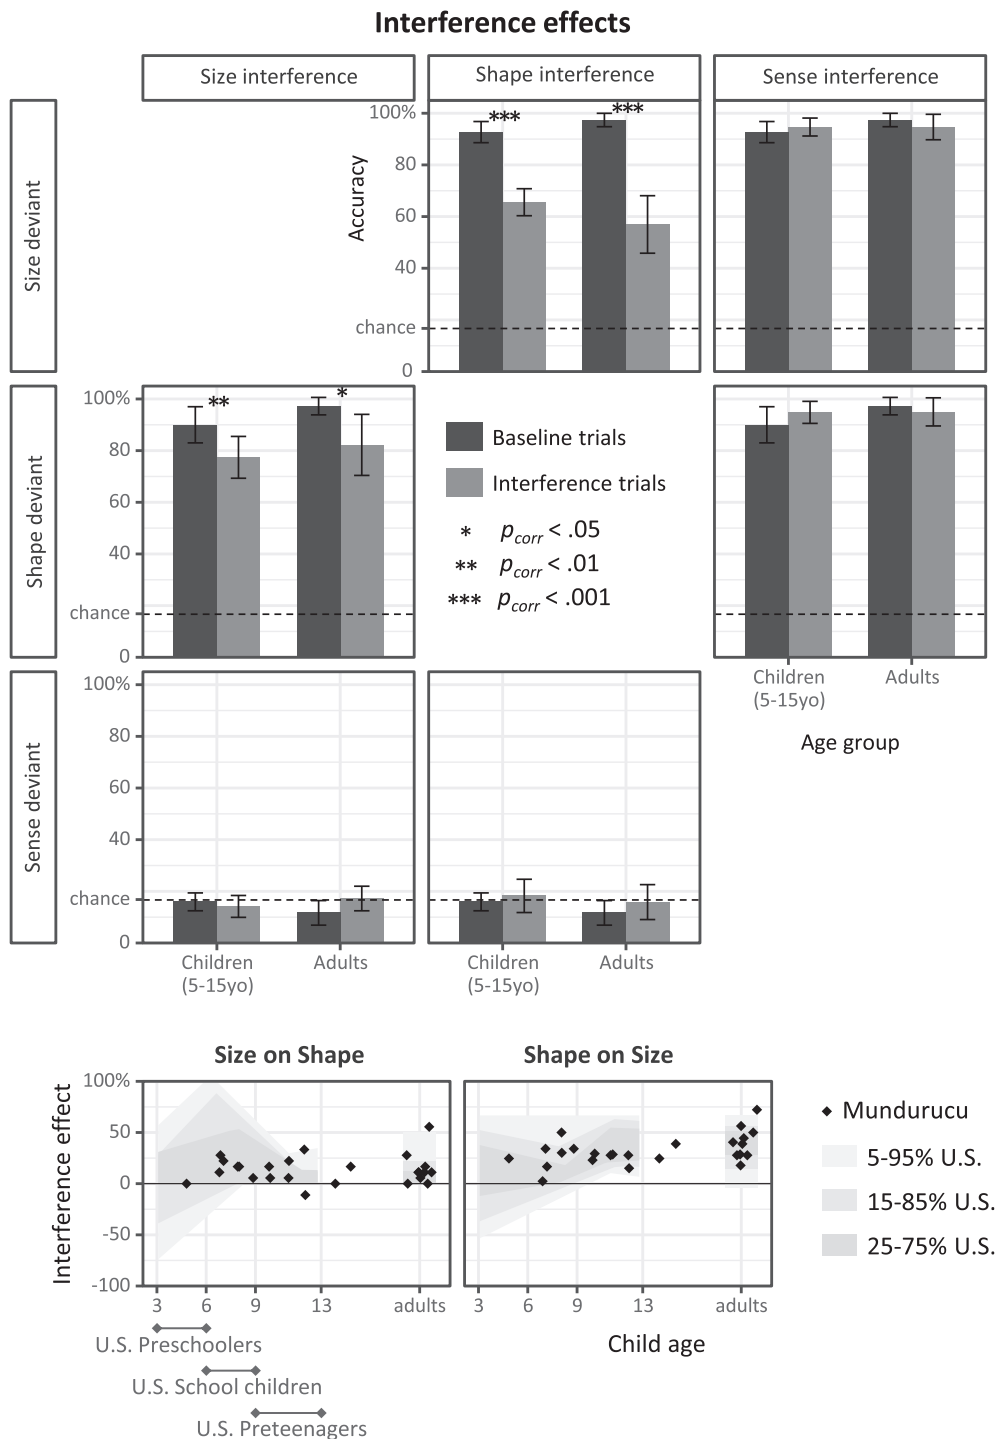 Interference effects
Size interference
Shape interference
Sense interference
Size deviant
Accuracy
100%
80
60
40
chance
0
***
***
Shape deviant
100%
80
60
40
chance
0
**
*
Baseline trials
Interference trials
* pcorr < .05
** pcorr < .01
*** pcorr < .001
Children
(5-15yo)
Adults
Age group
Sense deviant
100%
80
60
40
chance
0
Children
(5-15yo)
Adults
Children
(5-15yo)
Adults
Size on Shape
Shape on Size
Interference effect
100%
50
0
-50
-100
3 6 9 13 adults
3 6 9 13 adults
Child age
Mundurucu
5-95% U.S.
15-85% U.S.
25-75% U.S.
U.S. Preschoolers
U.S. School children
U.S. Preteenagers